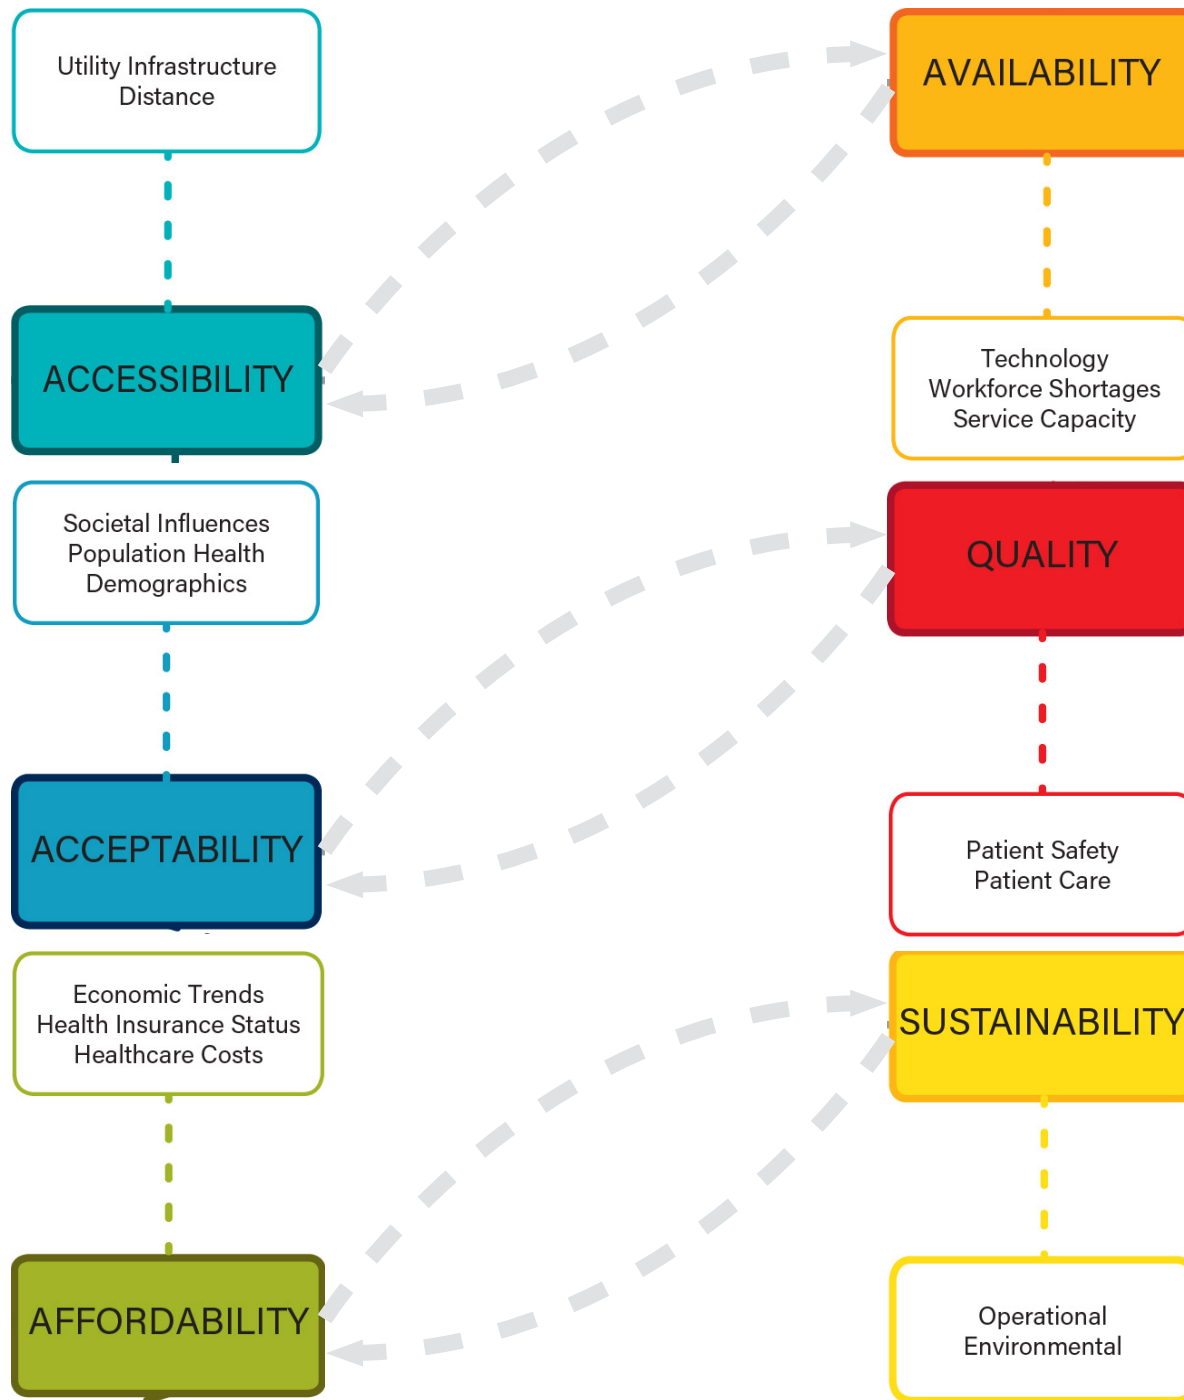 Utility Infrastructure
Distance
AVAILABILITY
ACCESSIBILITY
Technology
Workforce Shortages
Service Capacity
Societal Influences
Population Health
Demographics
QUALITY
ACCEPTABILITY
Patient Safety
Patient Care
Economic Trends
Health Insurance Status
Healthcare Costs
SUSTAINABILITY
AFFORDABILITY
Operational
Environmental